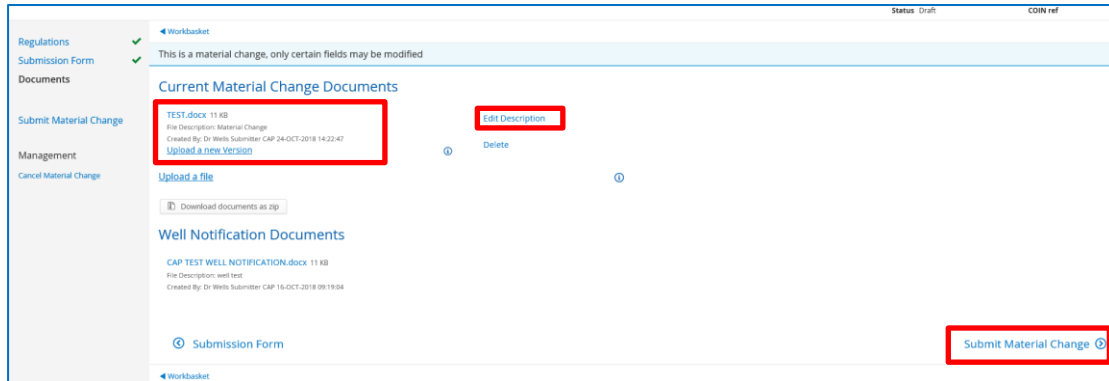 Status Draft COIN ref
Regulations
Submission Form
Documents
Submit Material Change
Management
Cancel Material Change
Workbasket
This is a material change, only certain fields may be modified
Current Material Change Documents
TEST.docx 11 KB
File Description: Material Change
Created By: Dr Wells Submitter CAP 24-OCT-2018 14:22:47
Upload a new Version
Edit Description
Delete
Upload a file
Download documents as zip
Well Notification Documents
CAP TEST WELL NOTIFICATION.docx 11 KB
File Description: well test
Created By: Dr Wells Submitter CAP 16-OCT-2018 09:19:04
Submission Form
Submit Material Change
Workbasket